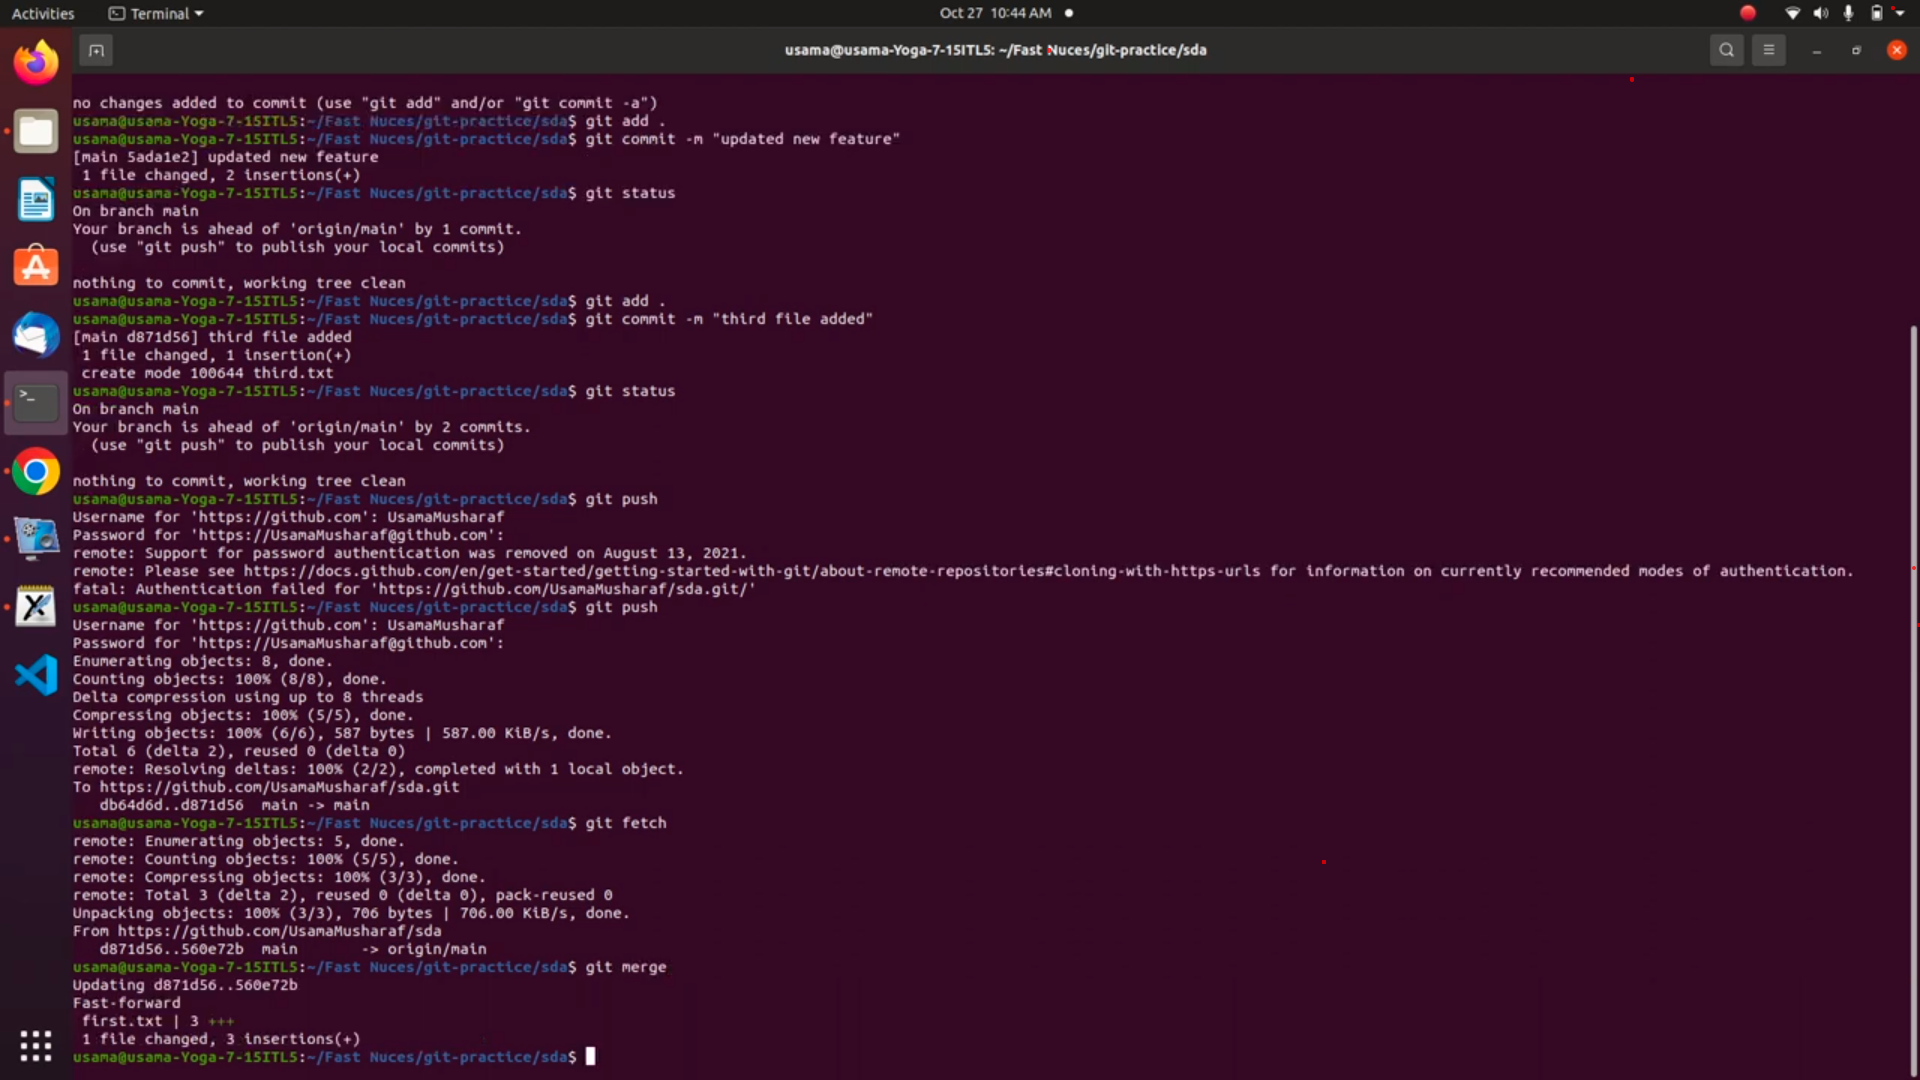 Activities
Terminal
Oct 27 10:44 AM
usama@usama-Yoga-7-15ITL5: ~/Fast Nuces/git-practice/sda
no changes added to commit (use "git add" and/or "git commit -a")
usama@usama-Yoga-7-15ITL5:~/Fast Nuces/git-practice/sda$ git add .
usama@usama-Yoga-7-15ITL5:~/Fast Nuces/git-practice/sda$ git commit -m "updated new feature"
[main 5ada1e2] updated new feature
1 file changed, 2 insertions(+)
usama@usama-Yoga-7-15ITL5:~/Fast Nuces/git-practice/sda$ git status
On branch main
Your branch is ahead of 'origin/main' by 1 commit.
(use "git push" to publish your local commits)
nothing to commit, working tree clean
usama@usama-Yoga-7-15ITL5:~/Fast Nuces/git-practice/sda$ git add .
usama@usama-Yoga-7-15ITL5:~/Fast Nuces/git-practice/sda$ git commit -m "third file added"
[main d871d56] third file added
1 file changed, 1 insertion(+)
create mode 100644 third.txt
usama@usama-Yoga-7-15ITL5:~/Fast Nuces/git-practice/sda$ git status
On branch main
Your branch is ahead of 'origin/main' by 2 commits.
(use "git push" to publish your local commits)
nothing to commit, working tree clean
usama@usama-Yoga-7-15ITL5:~/Fast Nuces/git-practice/sda$ git push
Username for 'https://github.com': UsamaMusharaf
Password for 'https://UsamaMusharaf@github.com':
remote: Support for password authentication was removed on August 13, 2021.
remote: Please see https://docs.github.com/en/get-started/getting-started-with-git/about-remote-repositories#cloning-with-https-urls for information on currently recommended modes of authentication.
fatal: Authentication failed for 'https://github.com/UsamaMusharaf/sda.git/'
usama@usama-Yoga-7-15ITL5:~/Fast Nuces/git-practice/sda$ git push
Username for 'https://github.com': UsamaMusharaf
Password for 'https://UsamaMusharaf@github.com':
Enumerating objects: 8, done.
Counting objects: 100% (8/8), done.
Delta compression using up to 8 threads
Compressing objects: 100% (5/5), done.
Writing objects: 100% (6/6), 587 bytes | 587.00 KiB/s, done.
Total 6 (delta 2), reused 0 (delta 0)
remote: Resolving deltas: 100% (2/2), completed with 1 local object.
To https://github.com/UsamaMusharaf/sda.git
db64d6d..d871d56 main -> main
usama@usama-Yoga-7-15ITL5:~/Fast Nuces/git-practice/sda$ git fetch
remote: Enumerating objects: 5, done.
remote: Counting objects: 100% (5/5), done.
remote: Compressing objects: 100% (3/3), done.
remote: Total 3 (delta 2), reused 0 (delta 0), pack-reused 0
Unpacking objects: 100% (3/3), 706 bytes | 706.00 KiB/s, done.
From https://github.com/UsamaMusharaf/sda
d871d56..560e72b main -> origin/main
usama@usama-Yoga-7-15ITL5:~/Fast Nuces/git-practice/sda$ git merge
Updating d871d56..560e72b
Fast-forward
first.txt | 3 +++
1 file changed, 3 insertions(+)
usama@usama-Yoga-7-15ITL5:~/Fast Nuces/git-practice/sda$